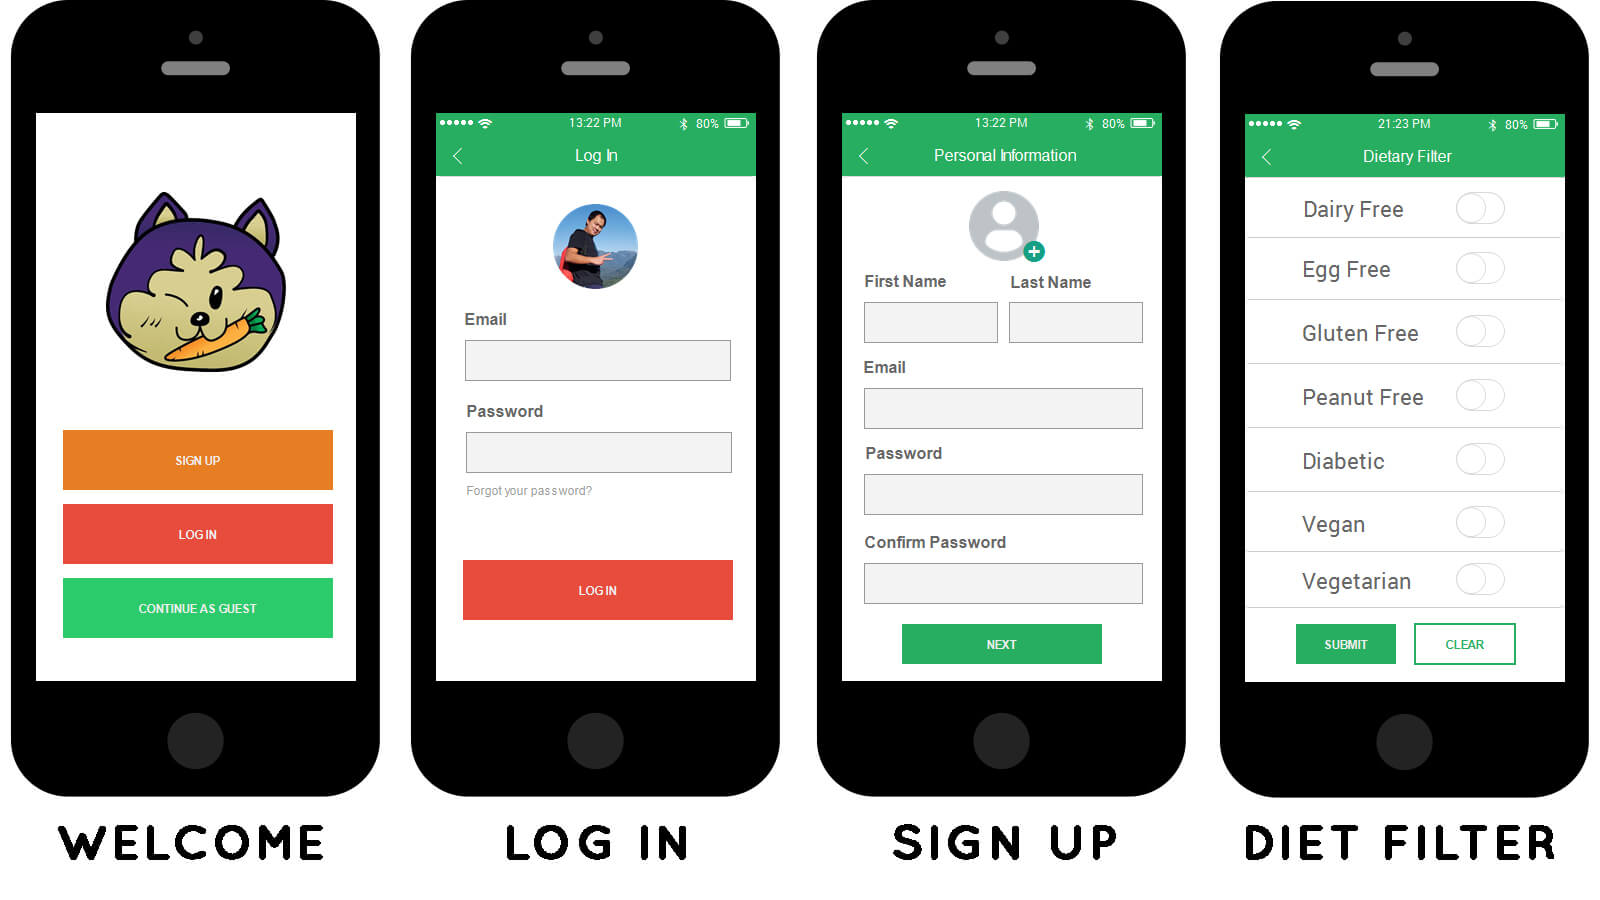 SIGN UP
LOG IN
CONTINUE AS GUEST
WELCOME
13:22 PM 80%
Log In
Email
Password
Forgot your password?
LOG IN
LOG IN
13:22 PM 80%
Personal Information
First Name Last Name
Email
Password
Confirm Password
NEXT
SIGN UP
21:23 PM 80%
Dietary Filter
Dairy Free
Egg Free
Gluten Free
Peanut Free
Diabetic
Vegan
Vegetarian
SUBMIT CLEAR
DIET FILTER